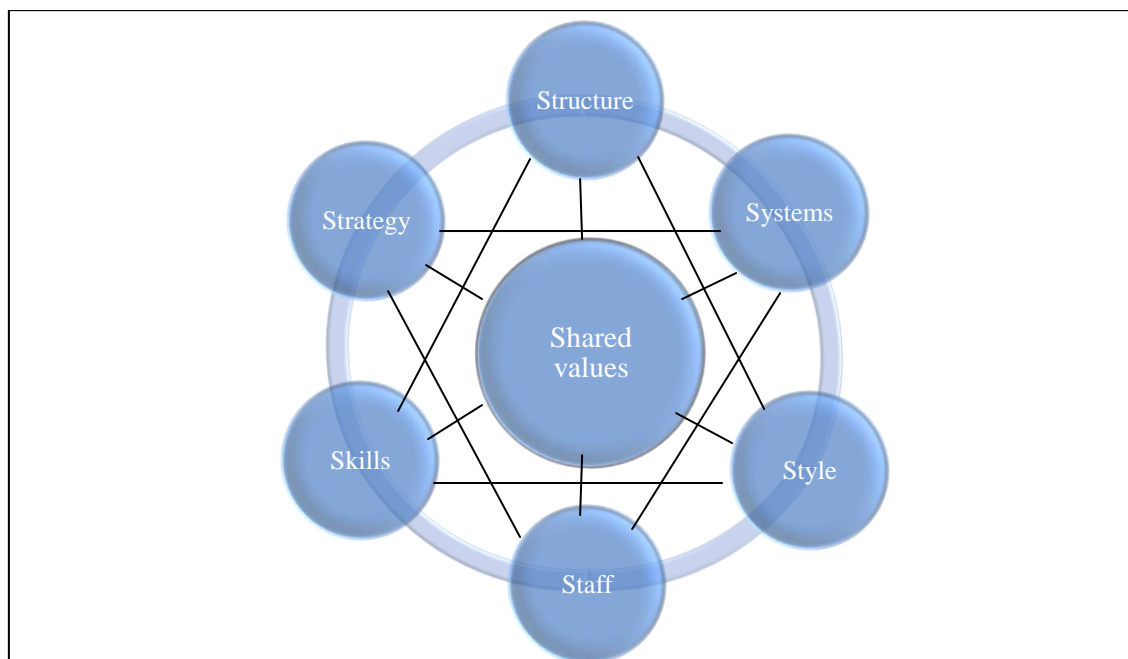 Structure
Strategy
Systems
Shared
values
Skills
Style
Staff